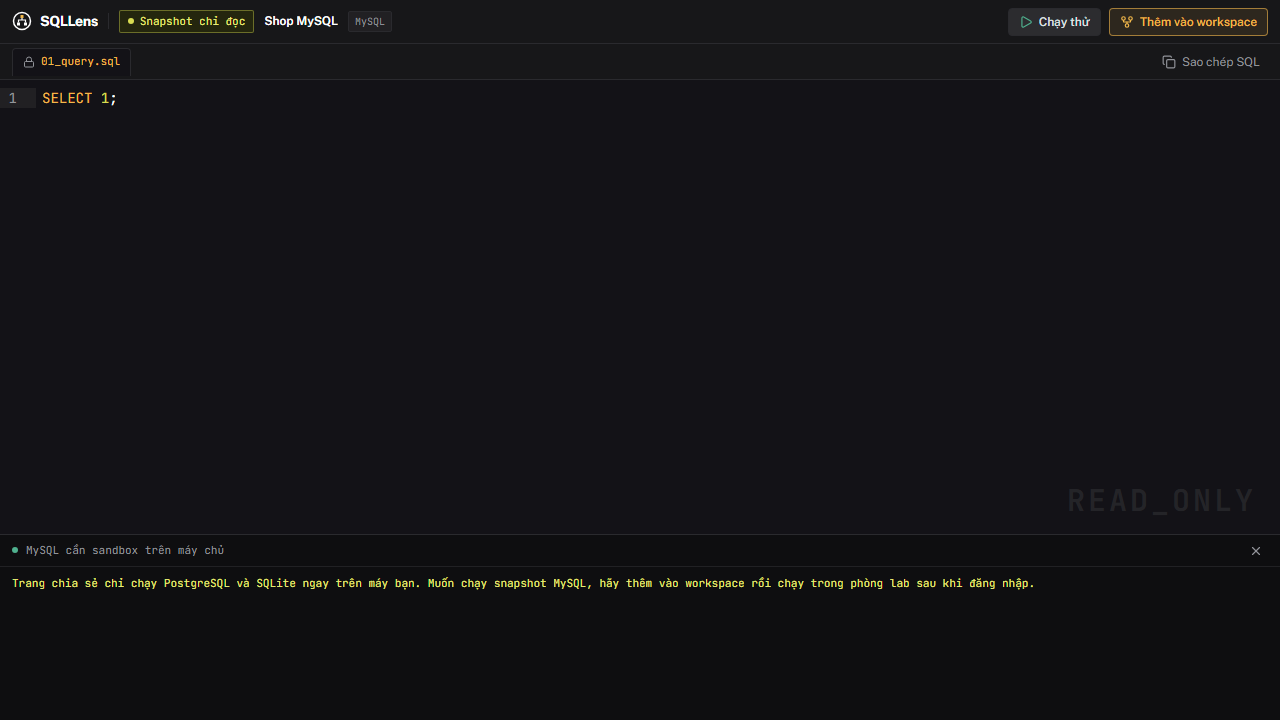 SQLLens
Snapshot chỉ đọc
Shop MySQL
MySQL
Chạy thử
Thêm vào workspace
01_query.sql
Sao chép SQL
1
SELECT 1;
READ_ONLY
MySQL cần sandbox trên máy chủ
Trang chia sẻ chỉ chạy PostgreSQL và SQLite ngay trên máy bạn. Muốn chạy snapshot MySQL, hãy thêm vào workspace rồi chạy trong phòng lab sau khi đăng nhập.